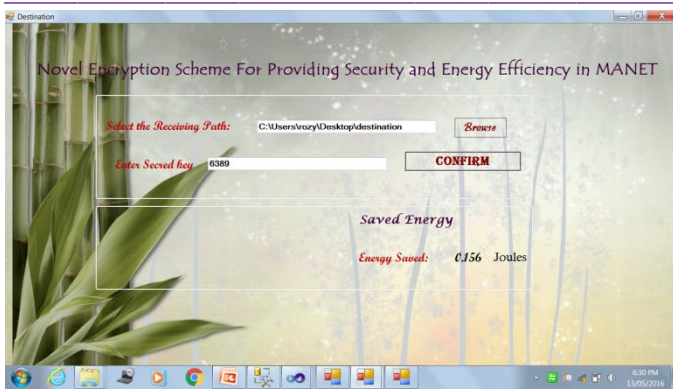 Destination
Novel Encryption Scheme For Providing Security and Energy Efficiency in MANET
Select the Receiving Path: C:\Users\rozy\Desktop\destination Browse
Enter Secred key 6389 CONFIRM
Saved Energy
Energy Saved: 0.156 Joules
6:30 PM
13/05/2016